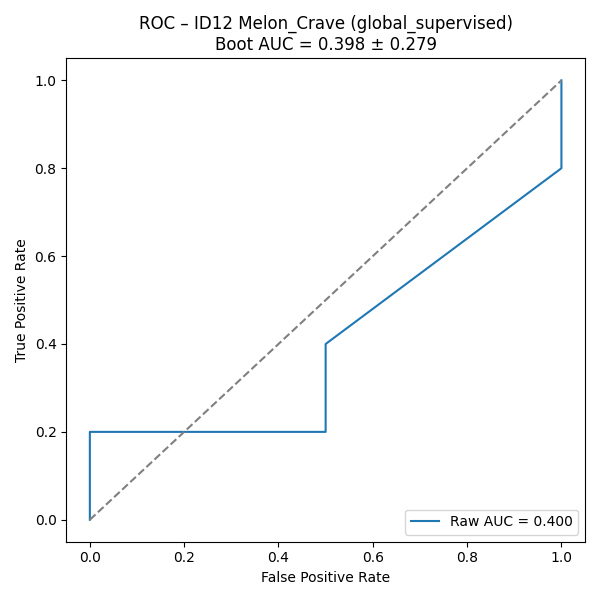 ROC – ID12 Melon_Crave (global_supervised)
Boot AUC = 0.398 ± 0.279
True Positive Rate
1.0
0.8
0.6
0.4
0.2
0.0
Raw AUC = 0.400
0.0 0.2 0.4 0.6 0.8 1.0
False Positive Rate